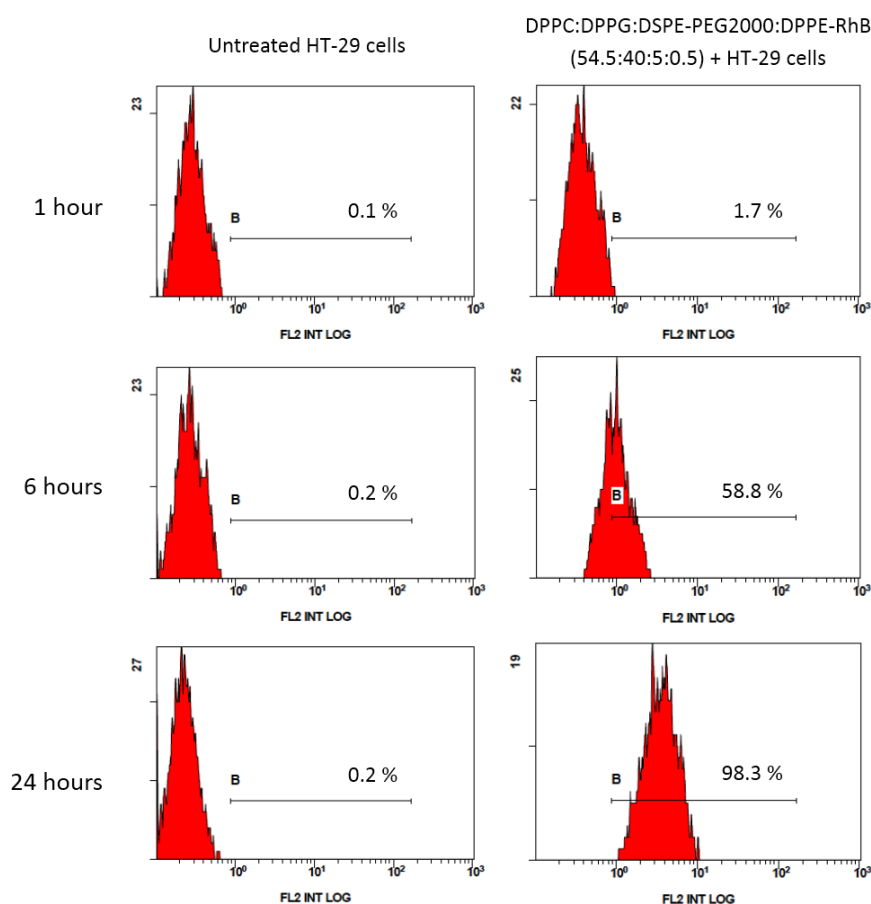 Untreated HT-29 cells
DPPC:DPPG:DSPE-PEG2000:DPPE-RhB
(54.5:40:5:0.5) + HT-29 cells
1 hour
23
B
0.1 %
10⁰ 10¹ 10² 10³
FL2 INT LOG
22
B
1.7 %
10⁰ 10¹ 10² 10³
FL2 INT LOG
6 hours
23
B
0.2 %
10⁰ 10¹ 10² 10³
FL2 INT LOG
25
B
58.8 %
10⁰ 10¹ 10² 10³
FL2 INT LOG
24 hours
27
B
0.2 %
10⁰ 10¹ 10² 10³
FL2 INT LOG
19
B
98.3 %
10⁰ 10¹ 10² 10³
FL2 INT LOG